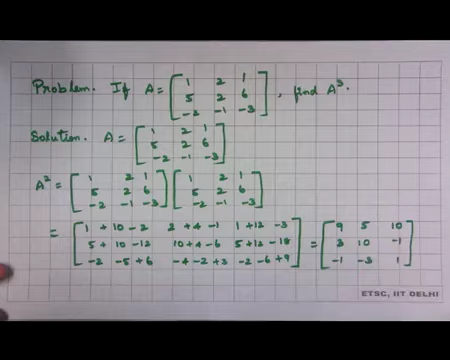 Problem. If A = [ 1 2 1 ; 5 2 6 ; -2 -1 -3 ], find A³.
Solution. A = [ 1 2 1 ; 5 2 6 ; -2 -1 -3 ]
A² = [ 1 2 1 ; 5 2 6 ; -2 -1 -3 ] [ 1 2 1 ; 5 2 6 ; -2 -1 -3 ]
= [ 1 + 10 - 2 2 + 4 - 1 1 + 12 - 3 ; 5 + 10 - 12 10 + 4 - 6 5 + 12 - 18 ; -2 - 5 + 6 -4 - 2 + 3 -2 - 6 + 9 ] = [ 9 5 10 ; 3 10 -1 ; -1 -3 1 ]
ETSC, IIT DELHI